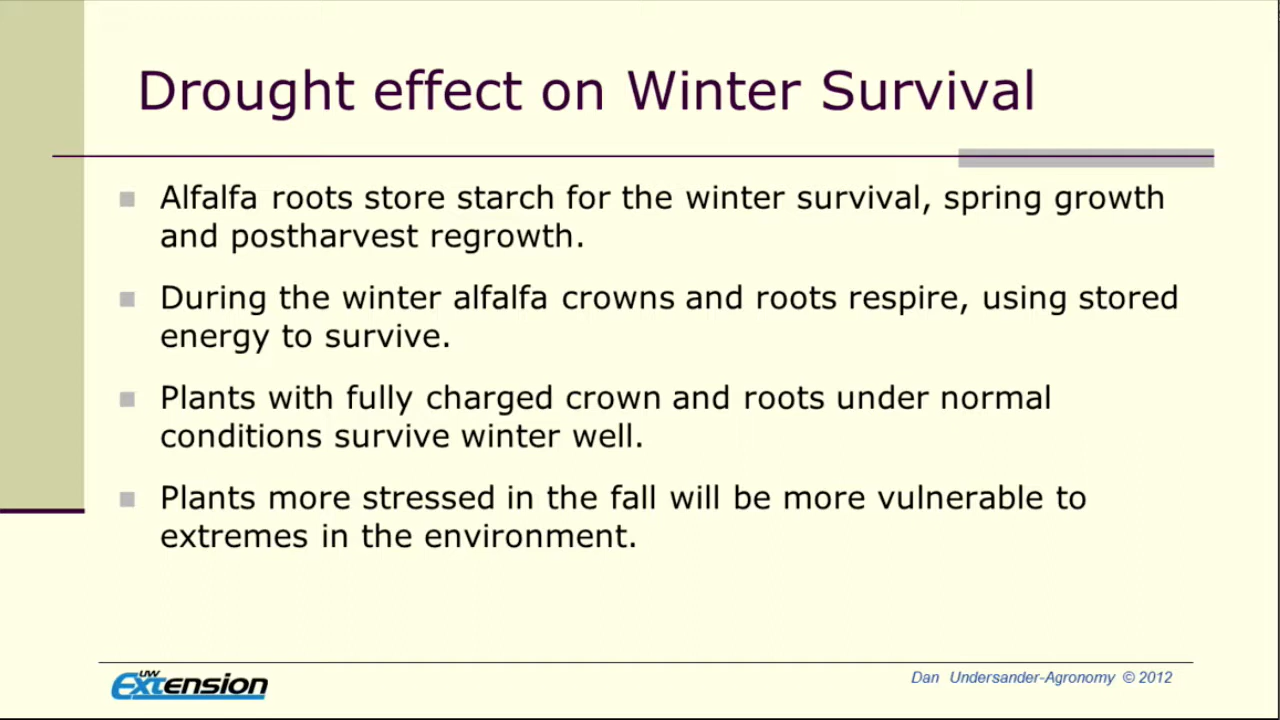 Drought effect on Winter Survival
Alfalfa roots store starch for the winter survival, spring growth
and postharvest regrowth.
During the winter alfalfa crowns and roots respire, using stored
energy to survive.
Plants with fully charged crown and roots under normal
conditions survive winter well.
Plants more stressed in the fall will be more vulnerable to
extremes in the environment.
UW
Extension
Dan Undersander-Agronomy © 2012